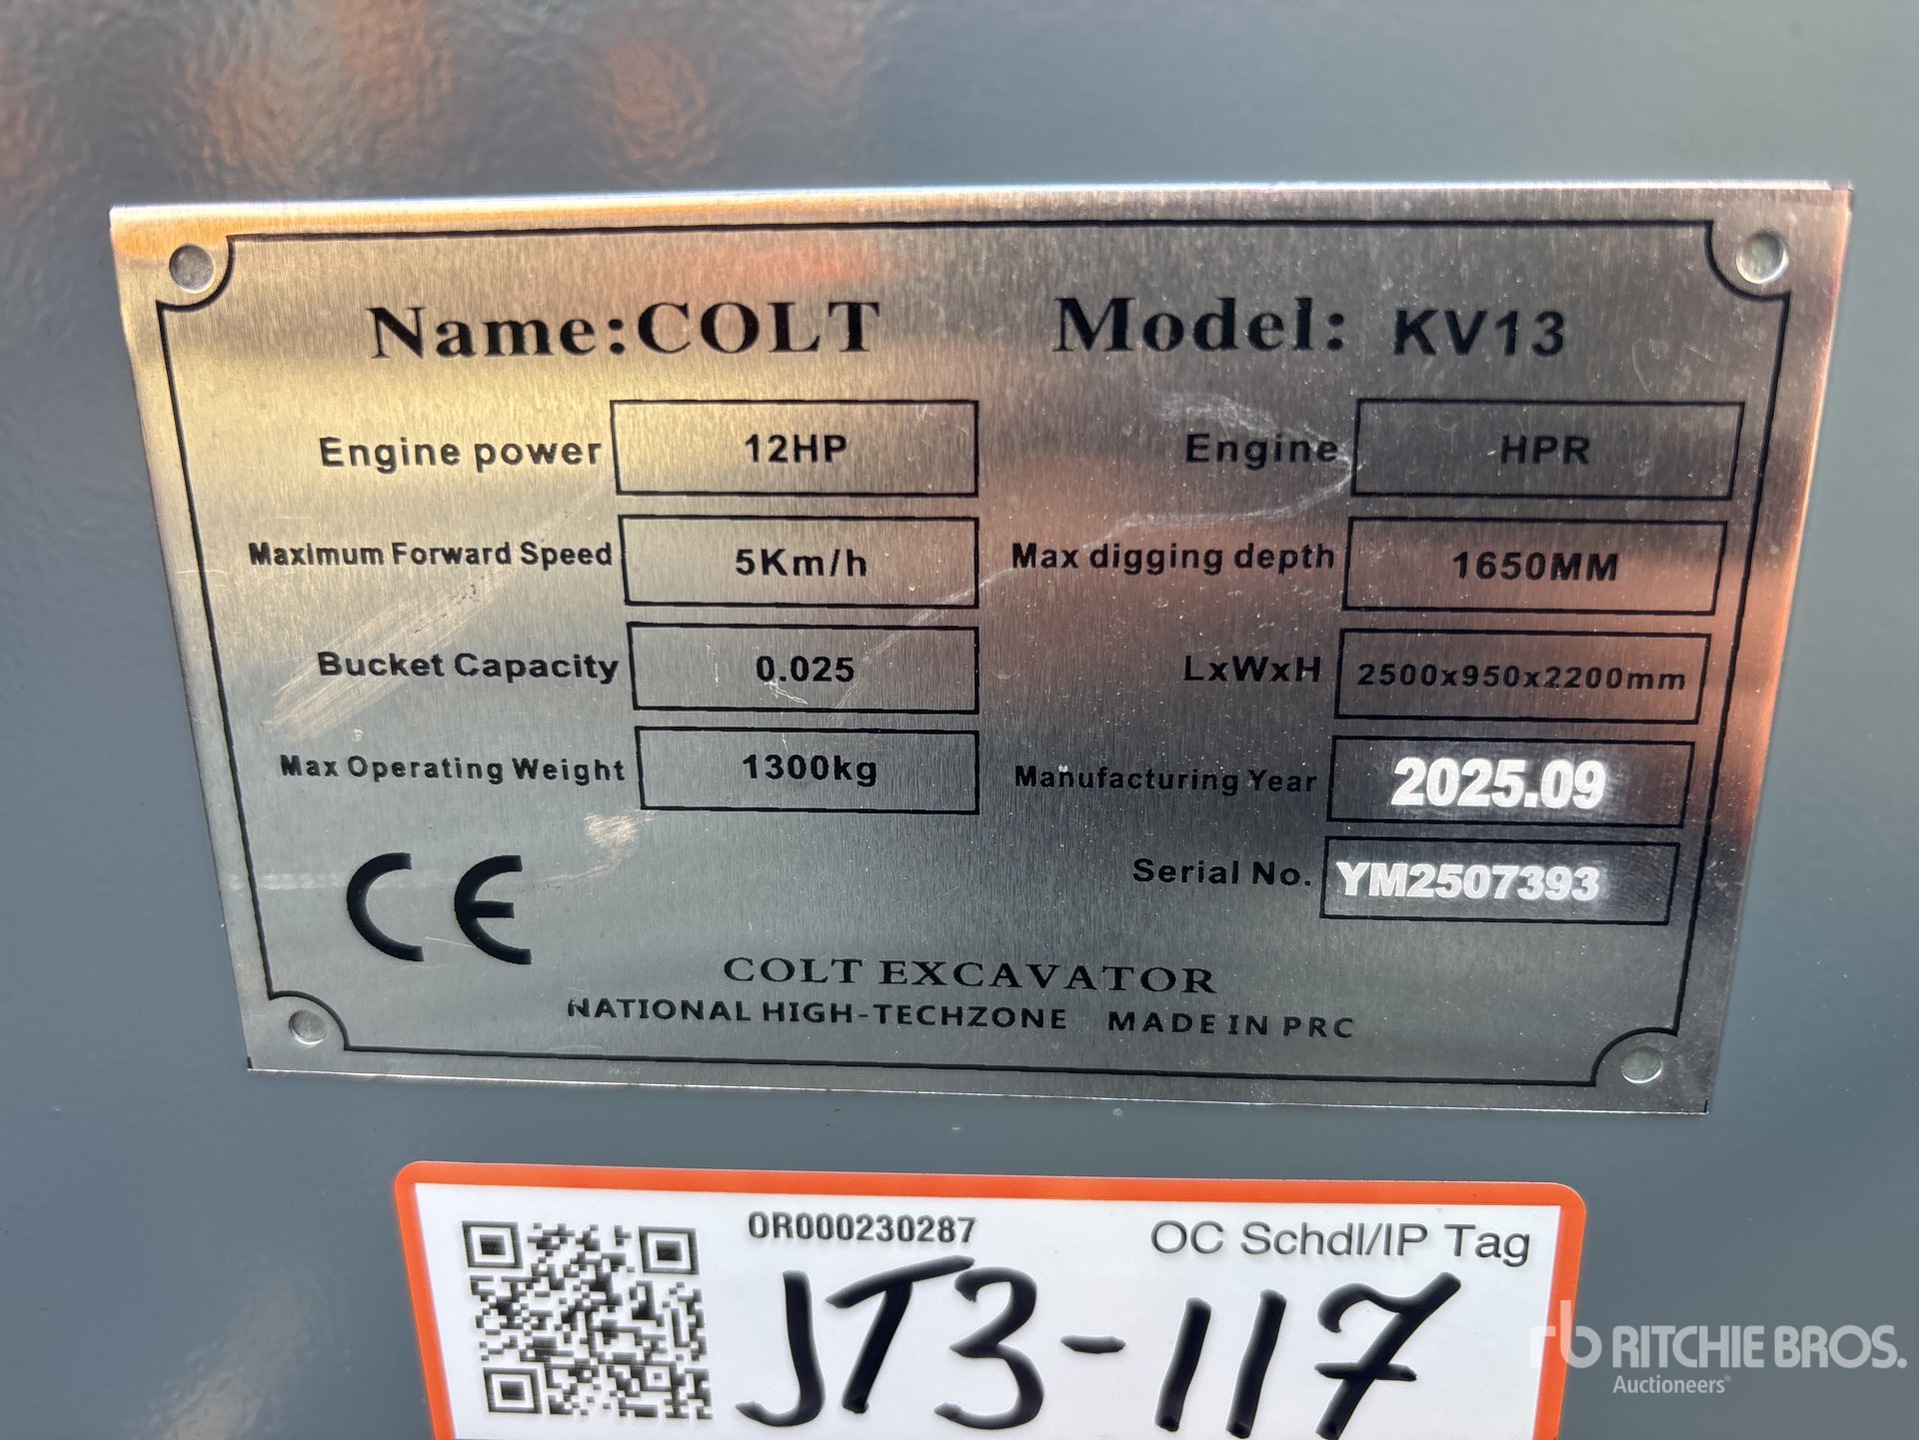 Name:COLT Model: KV13
Engine power 12HP Engine HPR
Maximum Forward Speed 5Km/h Max digging depth 1650MM
Bucket Capacity 0.025 LxWxH 2500x950x2200mm
Max Operating Weight 1300kg Manufacturing Year 2025.09
Serial No. YM2507393
CE
COLT EXCAVATOR
NATIONAL HIGH-TECHZONE MADE IN PRC
OR000230287 OC Schdl/IP Tag
JT3-117
rb RITCHIE BROS.
Auctioneers®